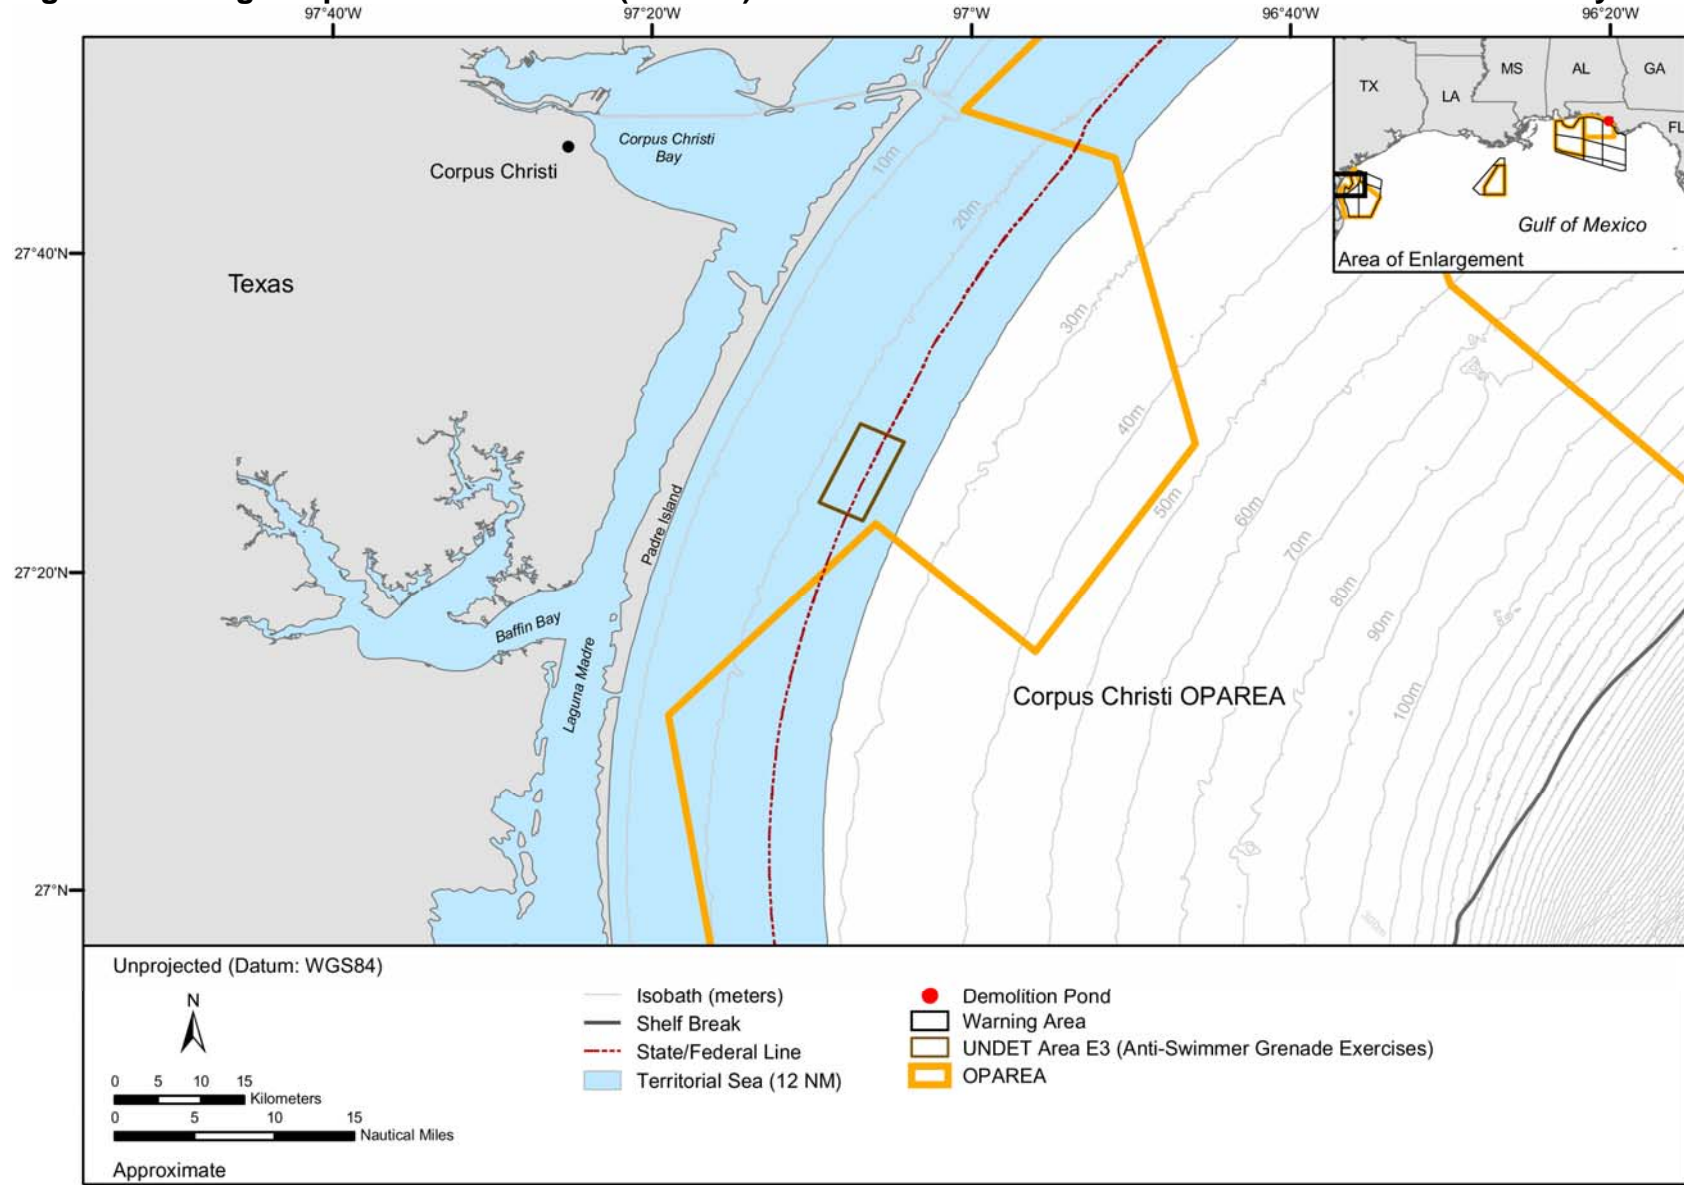 97°40'W
97°20'W
97°W
96°40'W
96°20'W
TX
LA
MS
AL
GA
FL
Gulf of Mexico
Area of Enlargement
Corpus Christi
Bay
Corpus Christi
10m
20m
27°40'N
Texas
30m
40m
50m
60m
70m
80m
90m
100m
Padre Island
27°20'N
Baffin Bay
Laguna Madre
Corpus Christi OPAREA
27°N
Unprojected (Datum: WGS84)
N
0 5 10 15
Kilometers
0 5 10 15
Nautical Miles
Approximate
Isobath (meters)
Shelf Break
State/Federal Line
Territorial Sea (12 NM)
Demolition Pond
Warning Area
UNDET Area E3 (Anti-Swimmer Grenade Exercises)
OPAREA